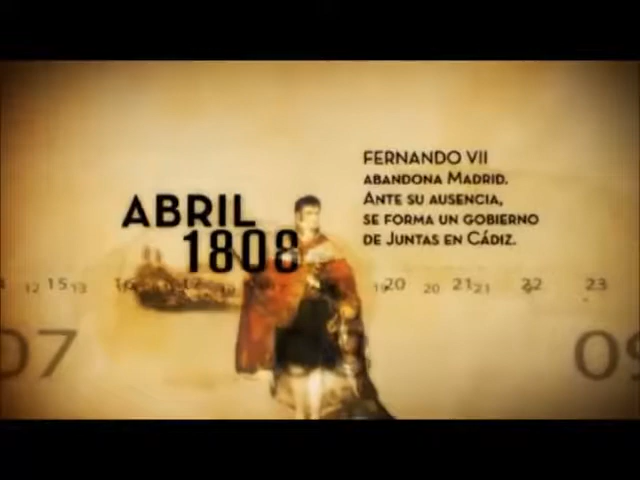 ABRIL
1808
FERNANDO VII
ABANDONA MADRID.
ANTE SU AUSENCIA,
SE FORMA UN GOBIERNO
DE JUNTAS EN CÁDIZ.
12 15 13
19 20 20 21 21 22 23
07 09